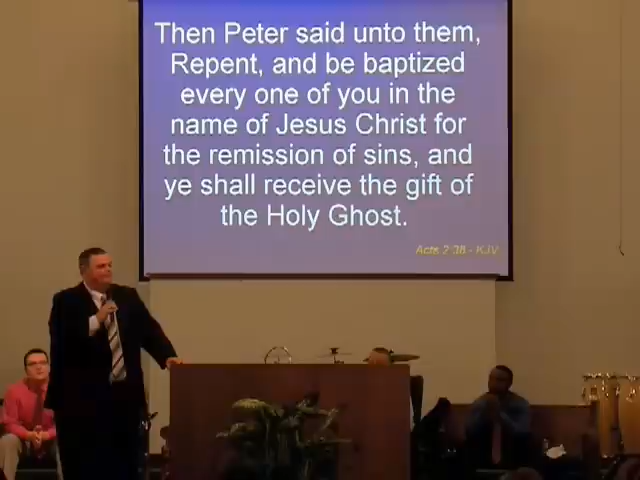 Then Peter said unto them,
Repent, and be baptized
every one of you in the
name of Jesus Christ for
the remission of sins, and
ye shall receive the gift of
the Holy Ghost.
Acts 2:38 - KJV